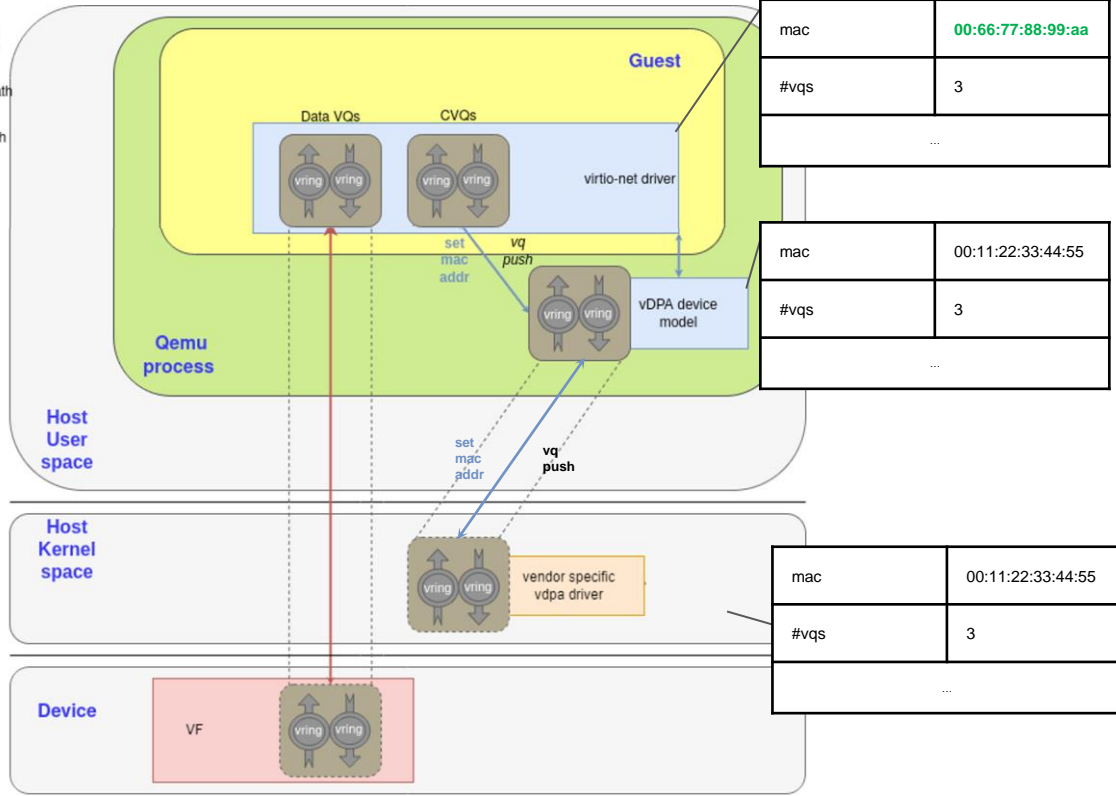 mac 00:66:77:88:99:aa
#vqs 3
...
Guest
Data VQs
CVQs
vring vring
vring vring
virtio-net driver
set
mac
addr
vq
push
vring vring
vDPA device
model
mac 00:11:22:33:44:55
#vqs 3
...
Qemu
process
Host
User
space
set
mac
addr
vq
push
Host
Kernel
space
vring vring
vendor specific
vdpa driver
mac 00:11:22:33:44:55
#vqs 3
...
Device
VF
vring vring